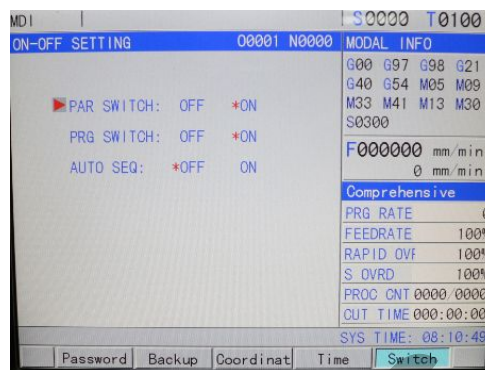 MDI
S0000 T0100
ON-OFF SETTING O0001 N0000
PAR SWITCH: OFF *ON
PRG SWITCH: OFF *ON
AUTO SEQ: *OFF ON
MODAL INFO
G00 G97 G98 G21
G40 G54 M05 M09
M33 M41 M13 M30
S0300
F000000 mm/min
0 mm/min
Comprehensive
PRG RATE 0
FEEDRATE 100%
RAPID OVR 100%
S OVRD 100%
PROC CNT 0000/0000
CUT TIME 000:00:00
SYS TIME: 08:10:49
Password Backup Coordinat Time Switch